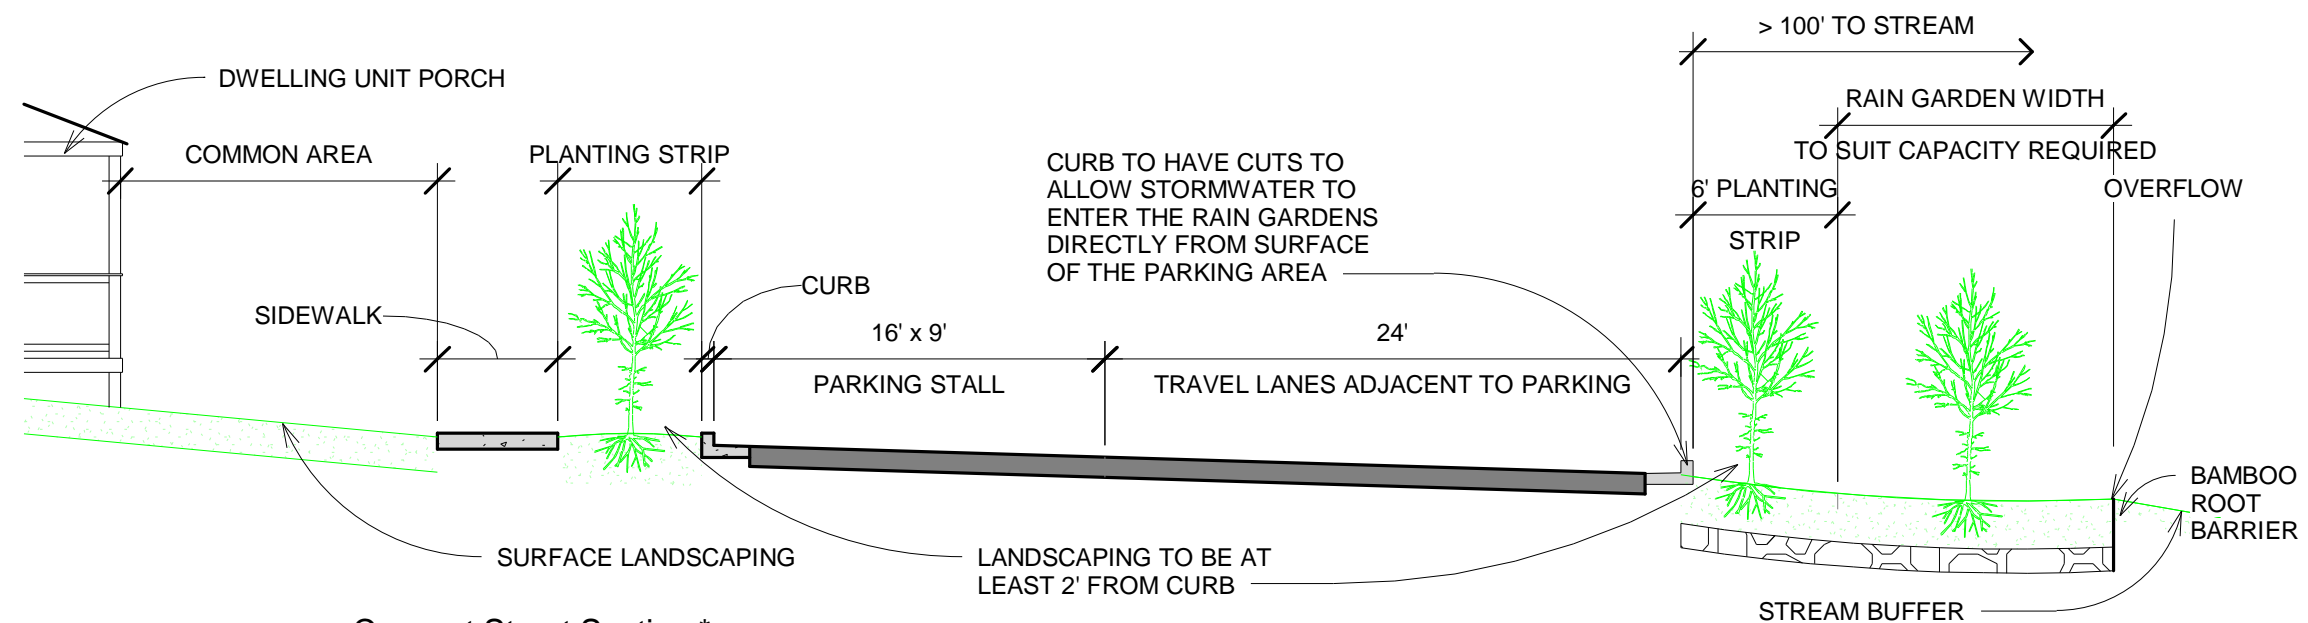 > 100' TO STREAM
DWELLING UNIT PORCH
RAIN GARDEN WIDTH
TO SUIT CAPACITY REQUIRED
COMMON AREA
PLANTING STRIP
CURB TO HAVE CUTS TO
ALLOW STORMWATER TO
ENTER THE RAIN GARDENS
DIRECTLY FROM SURFACE
OF THE PARKING AREA
6' PLANTING
STRIP
OVERFLOW
SIDEWALK
CURB
16' x 9'
PARKING STALL
24'
TRAVEL LANES ADJACENT TO PARKING
BAMBOO
ROOT
BARRIER
SURFACE LANDSCAPING
LANDSCAPING TO BE AT
LEAST 2' FROM CURB
STREAM BUFFER